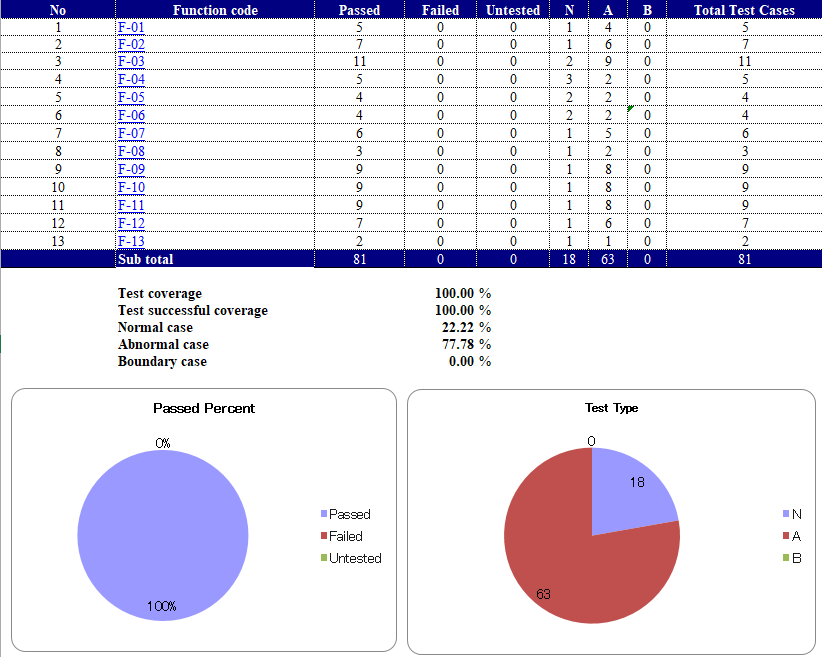 No Function code Passed Failed Untested N A B Total Test Cases
1 F-01 5 0 0 1 4 0 5
2 F-02 7 0 0 1 6 0 7
3 F-03 11 0 0 2 9 0 11
4 F-04 5 0 0 3 2 0 5
5 F-05 4 0 0 2 2 0 4
6 F-06 4 0 0 2 2 0 4
7 F-07 6 0 0 1 5 0 6
8 F-08 3 0 0 1 2 0 3
9 F-09 9 0 0 1 8 0 9
10 F-10 9 0 0 1 8 0 9
11 F-11 9 0 0 1 8 0 9
12 F-12 7 0 0 1 6 0 7
13 F-13 2 0 0 1 1 0 2
Sub total 81 0 0 18 63 0 81
Test coverage 100.00 %
Test successful coverage 100.00 %
Normal case 22.22 %
Abnormal case 77.78 %
Boundary case 0.00 %
Passed Percent
0%
100%
Passed
Failed
Untested
Test Type
0
18
63
N
A
B